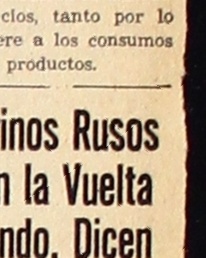 cios, tanto por lo
ere a los consumos
productos.
inos Rusos
n la Vuelta
ndo, Dicen